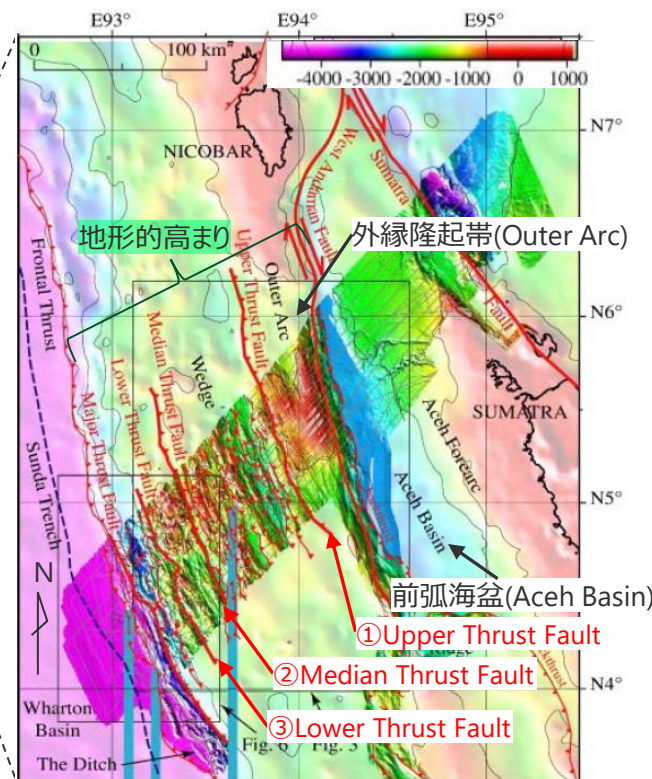 E93°
E94°
E95°
0
100 km
-4000
-3000
-2000
-1000
0
1000
N7°
NICOBAR
West Andaman Fault
Sumatra
地形的高まり
外縁隆起帯(Outer Arc)
Frontal Thrust
Upper Thrust Fault
Outer Arc
N6°
Fault
Median Thrust Fault
Lower Thrust Fault
Wedge
Major Thrust Fault
SUMATRA
Aceh Forearc
Sunda Trench
Aceh Basin
N5°
N
前弧海盆(Aceh Basin)
①Upper Thrust Fault
②Median Thrust Fault
③Lower Thrust Fault
N4°
Wharton
Basin
The Ditch
Fig. 6